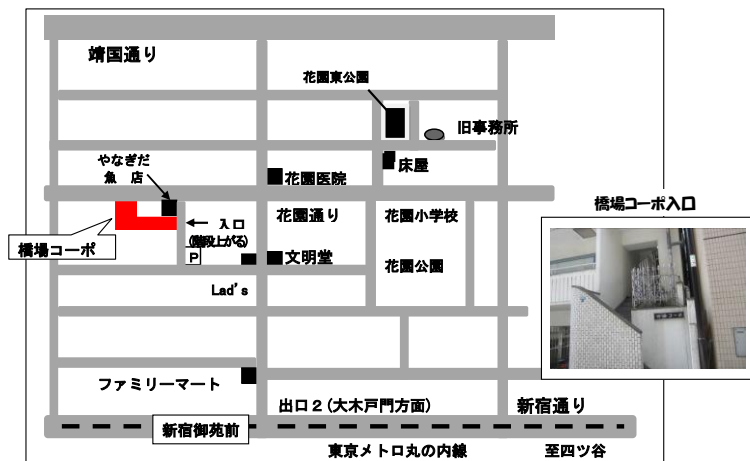 靖国通り
花園東公園
旧事務所
やなぎだ
魚 店
床屋
花園医院
橋場コーポ入口
入口
(階段上がる)
花園通り
花園小学校
橋場コーポ
P
文明堂
花園公園
Lad's
ファミリーマート
出口2(大木戸門方面)
新宿通り
新宿御苑前
東京メトロ丸の内線
至四ツ谷